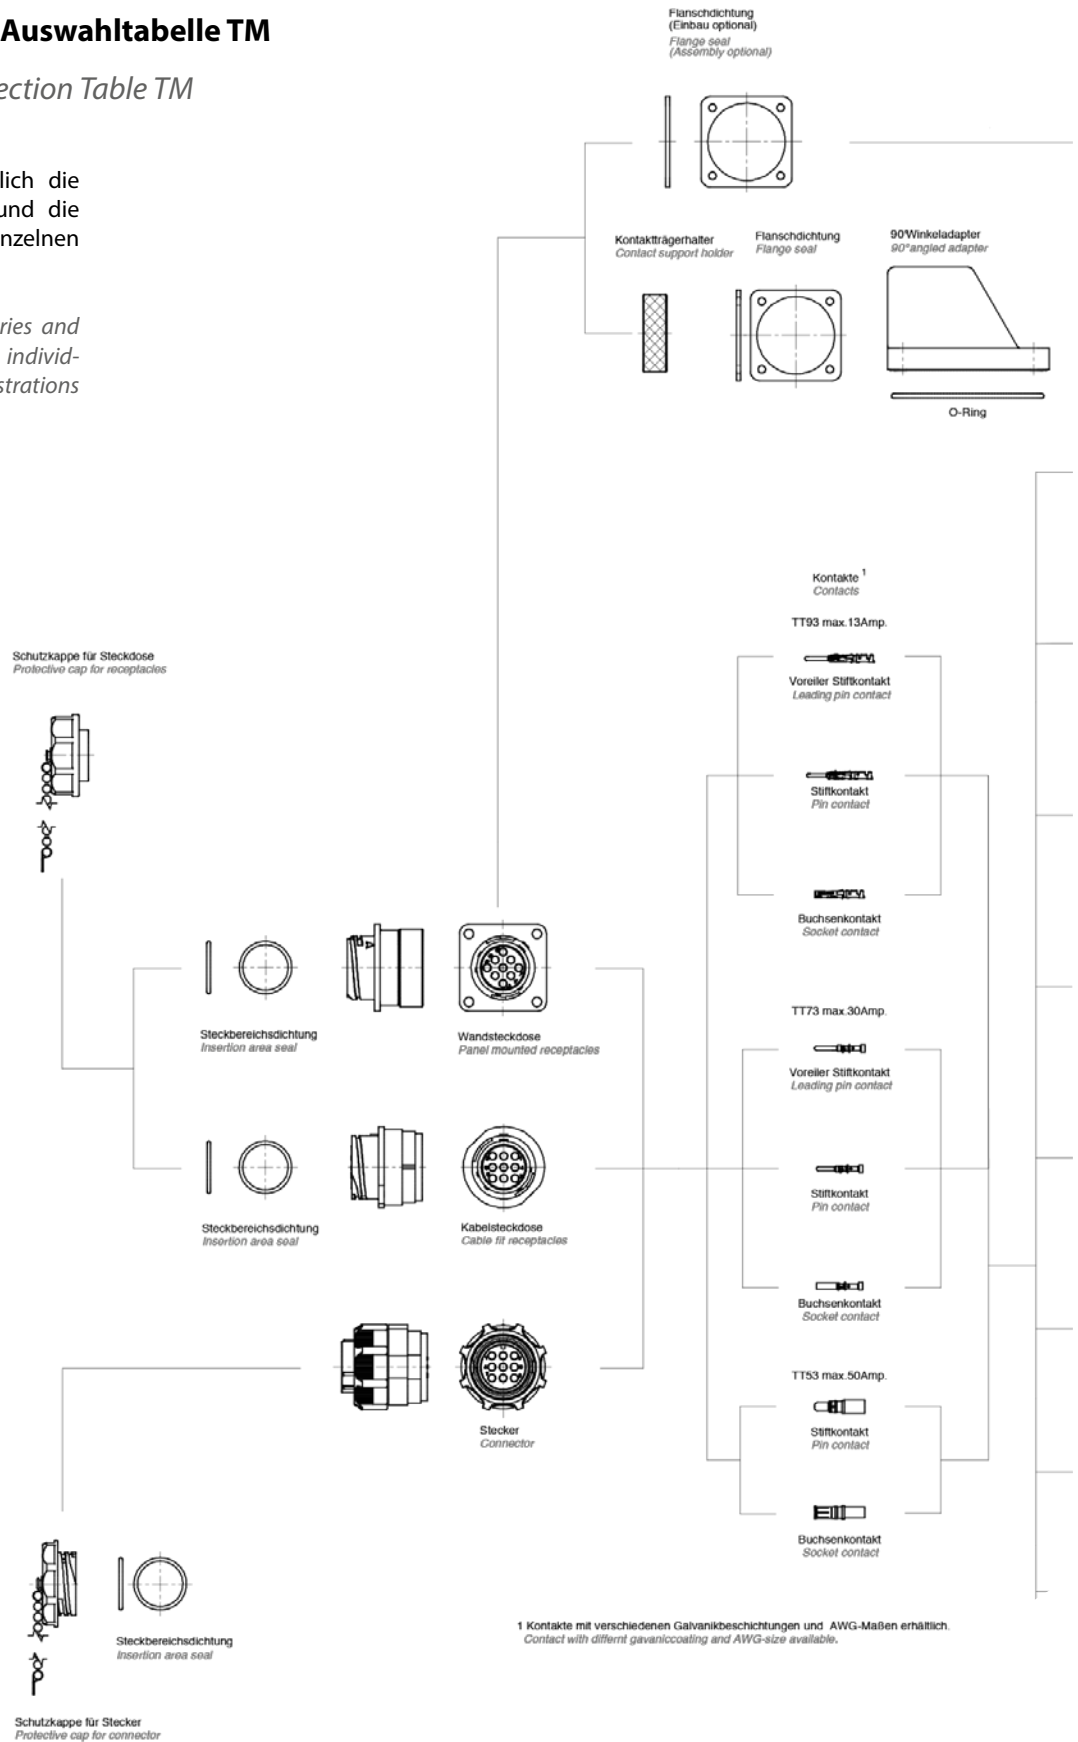 Auswahltabelle TM
ection Table TM
lich die
und die
nzelnen
ries and
individ-
strations
Flanschdichtung
(Einbau optional)
Flange seal
(Assembly optional)
Kontaktträgerhalter
Contact support holder
Flanschdichtung
Flange seal
90°Winkeladapter
90°angled adapter
O-Ring
Kontakte 1
Contacts
TT93 max.13Amp.
Voreiler Stiftkontakt
Leading pin contact
Stiftkontakt
Pin contact
Buchsenkontakt
Socket contact
Schutzkappe für Steckdose
Protective cap for receptacles
Steckbereichsdichtung
Insertion area seal
A
Wandsteckdose
Panel mounted receptacles
TT73 max.30Amp.
Voreiler Stiftkontakt
Leading pin contact
Stiftkontakt
Pin contact
Buchsenkontakt
Socket contact
Steckbereichsdichtung
Insertion area seal
Kabelsteckdose
Cable fit receptacles
Stecker
Connector
TT53 max.50Amp.
Stiftkontakt
Pin contact
Buchsenkontakt
Socket contact
Steckbereichsdichtung
Insertion area seal
Schutzkappe für Stecker
Protective cap for connector
1 Kontakte mit verschiedenen Galvanikbeschichtungen und AWG-Maßen erhältlich.
Contact with differnt gavaniccoating and AWG-size available.